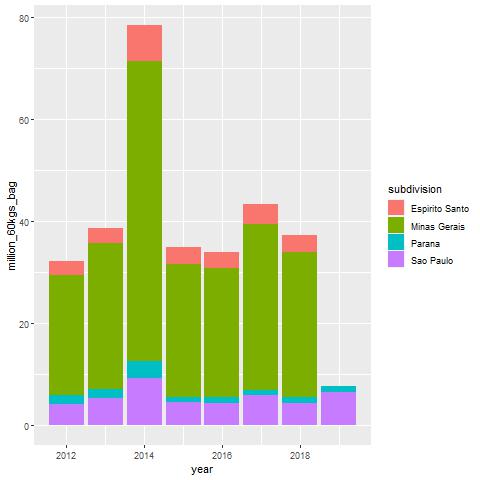 80
60
40
20
0
million_60kgs_bag
2012
2014
2016
2018
year
subdivision
Espirito Santo
Minas Gerais
Parana
Sao Paulo